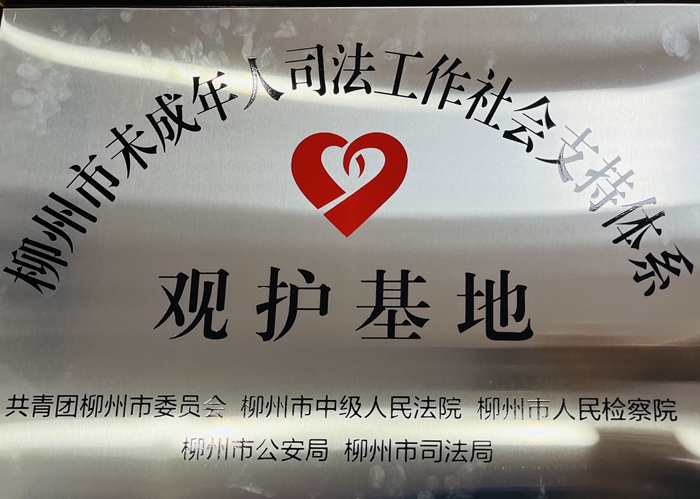 柳州市未成年人司法工作社会支持体系
观护基地
共青团柳州市委员会 柳州市中级人民法院 柳州市人民检察院
柳州市公安局 柳州市司法局